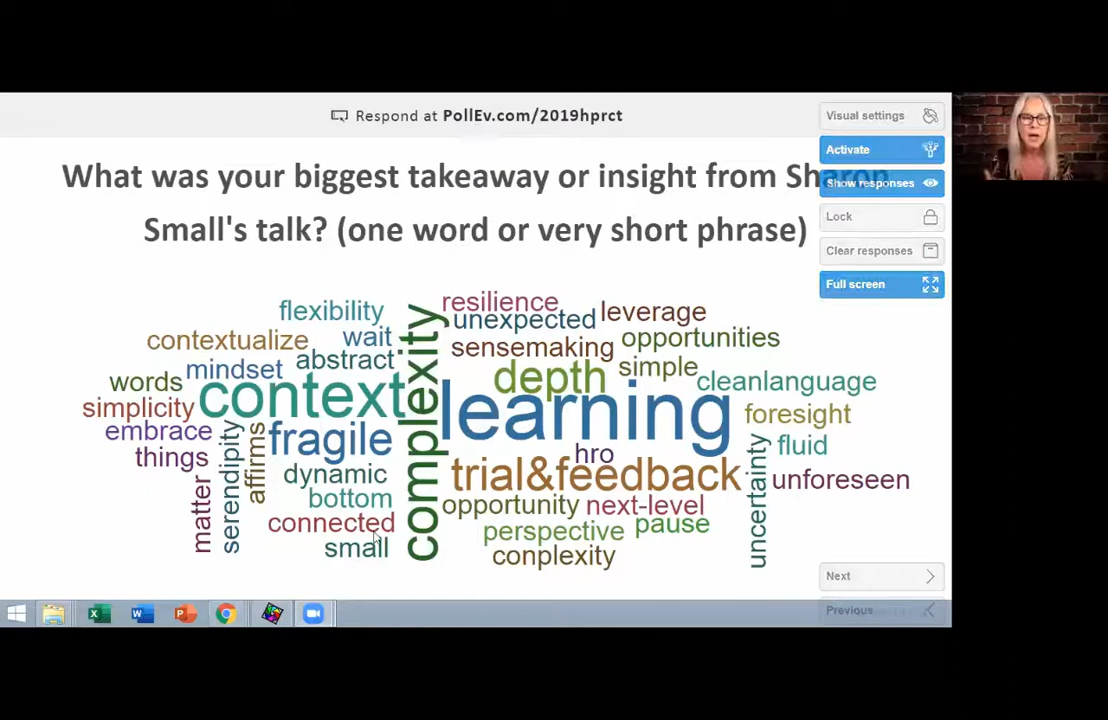 Respond at PollEv.com/2019hprct
What was your biggest takeaway or insight from Sharon
Small's talk? (one word or very short phrase)
Visual settings
Activate
Show responses
Lock
Clear responses
Full screen
Next
Previous
flexibility
resilience
unexpected
leverage
contextualize
wait
abstract
sensemaking
opportunities
mindset
depth
simple
words
context
complexity
learning
cleanlanguage
simplicity
foresight
embrace
fragile
hro
fluid
things
serendipity
affirms
dynamic
trial&feedback
uncertainty
unforeseen
matter
bottom
opportunity
next-level
connected
perspective
pause
small
conplexity